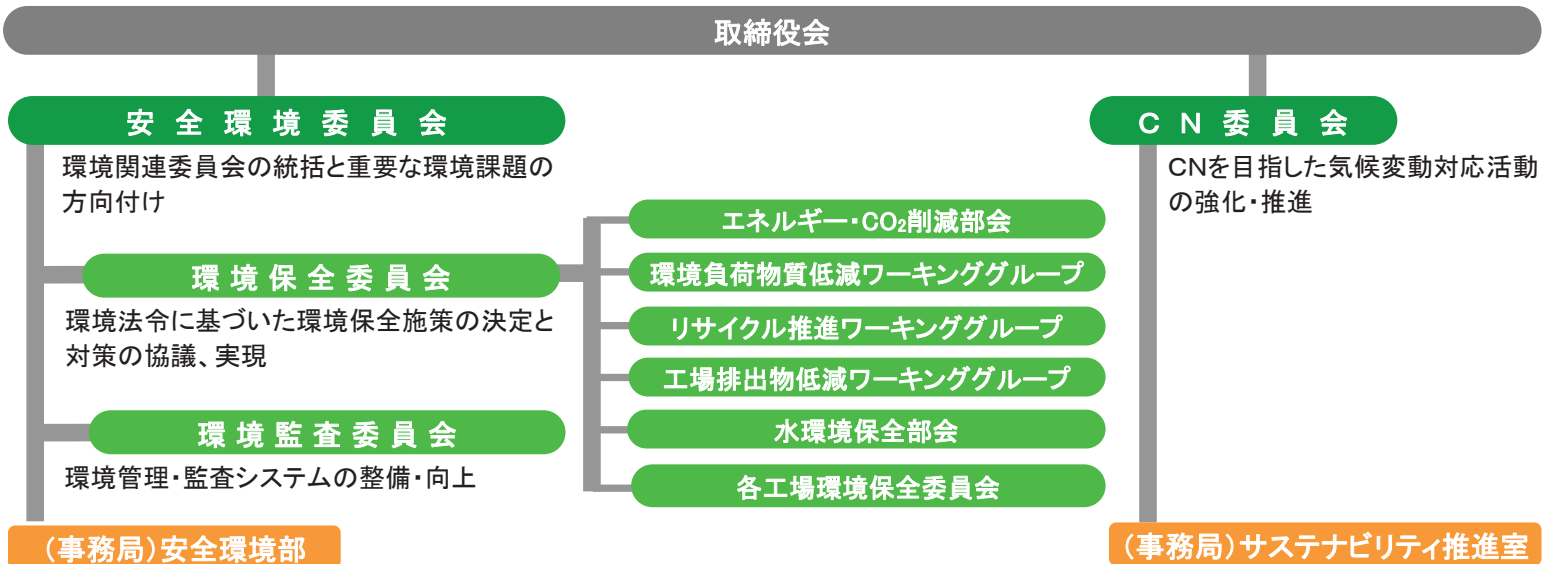 取締役会
安全環境委員会
環境関連委員会の統括と重要な環境課題の
方向付け
環境保全委員会
環境法令に基づいた環境保全施策の決定と
対策の協議、実現
環境監査委員会
環境管理・監査システムの整備・向上
(事務局)安全環境部
エネルギー・CO₂削減部会
環境負荷物質低減ワーキンググループ
リサイクル推進ワーキンググループ
工場排出物低減ワーキンググループ
水環境保全部会
各工場環境保全委員会
CN委員会
CNを目指した気候変動対応活動
の強化・推進
(事務局)サステナビリティ推進室